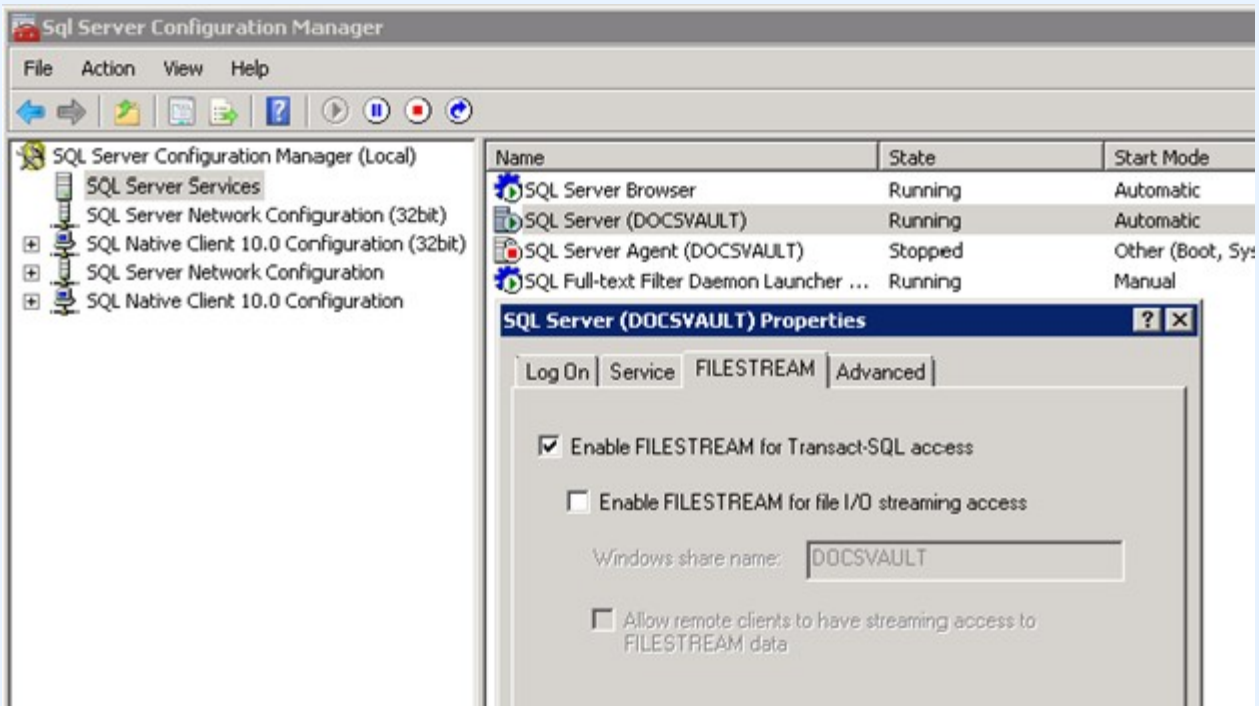 Sql Server Configuration Manager
File Action View Help
SQL Server Configuration Manager (Local)
SQL Server Services
SQL Server Network Configuration (32bit)
SQL Native Client 10.0 Configuration (32bit)
SQL Server Network Configuration
SQL Native Client 10.0 Configuration
Name State Start Mode
SQL Server Browser Running Automatic
SQL Server (DOCSVAULT) Running Automatic
SQL Server Agent (DOCSVAULT) Stopped Other (Boot, Sys
SQL Full-text Filter Daemon Launcher ... Running Manual
SQL Server (DOCSVAULT) Properties
Log On Service FILESTREAM Advanced
Enable FILESTREAM for Transact-SQL access
Enable FILESTREAM for file I/O streaming access
Windows share name: DOCSVAULT
Allow remote clients to have streaming access to
FILESTREAM data